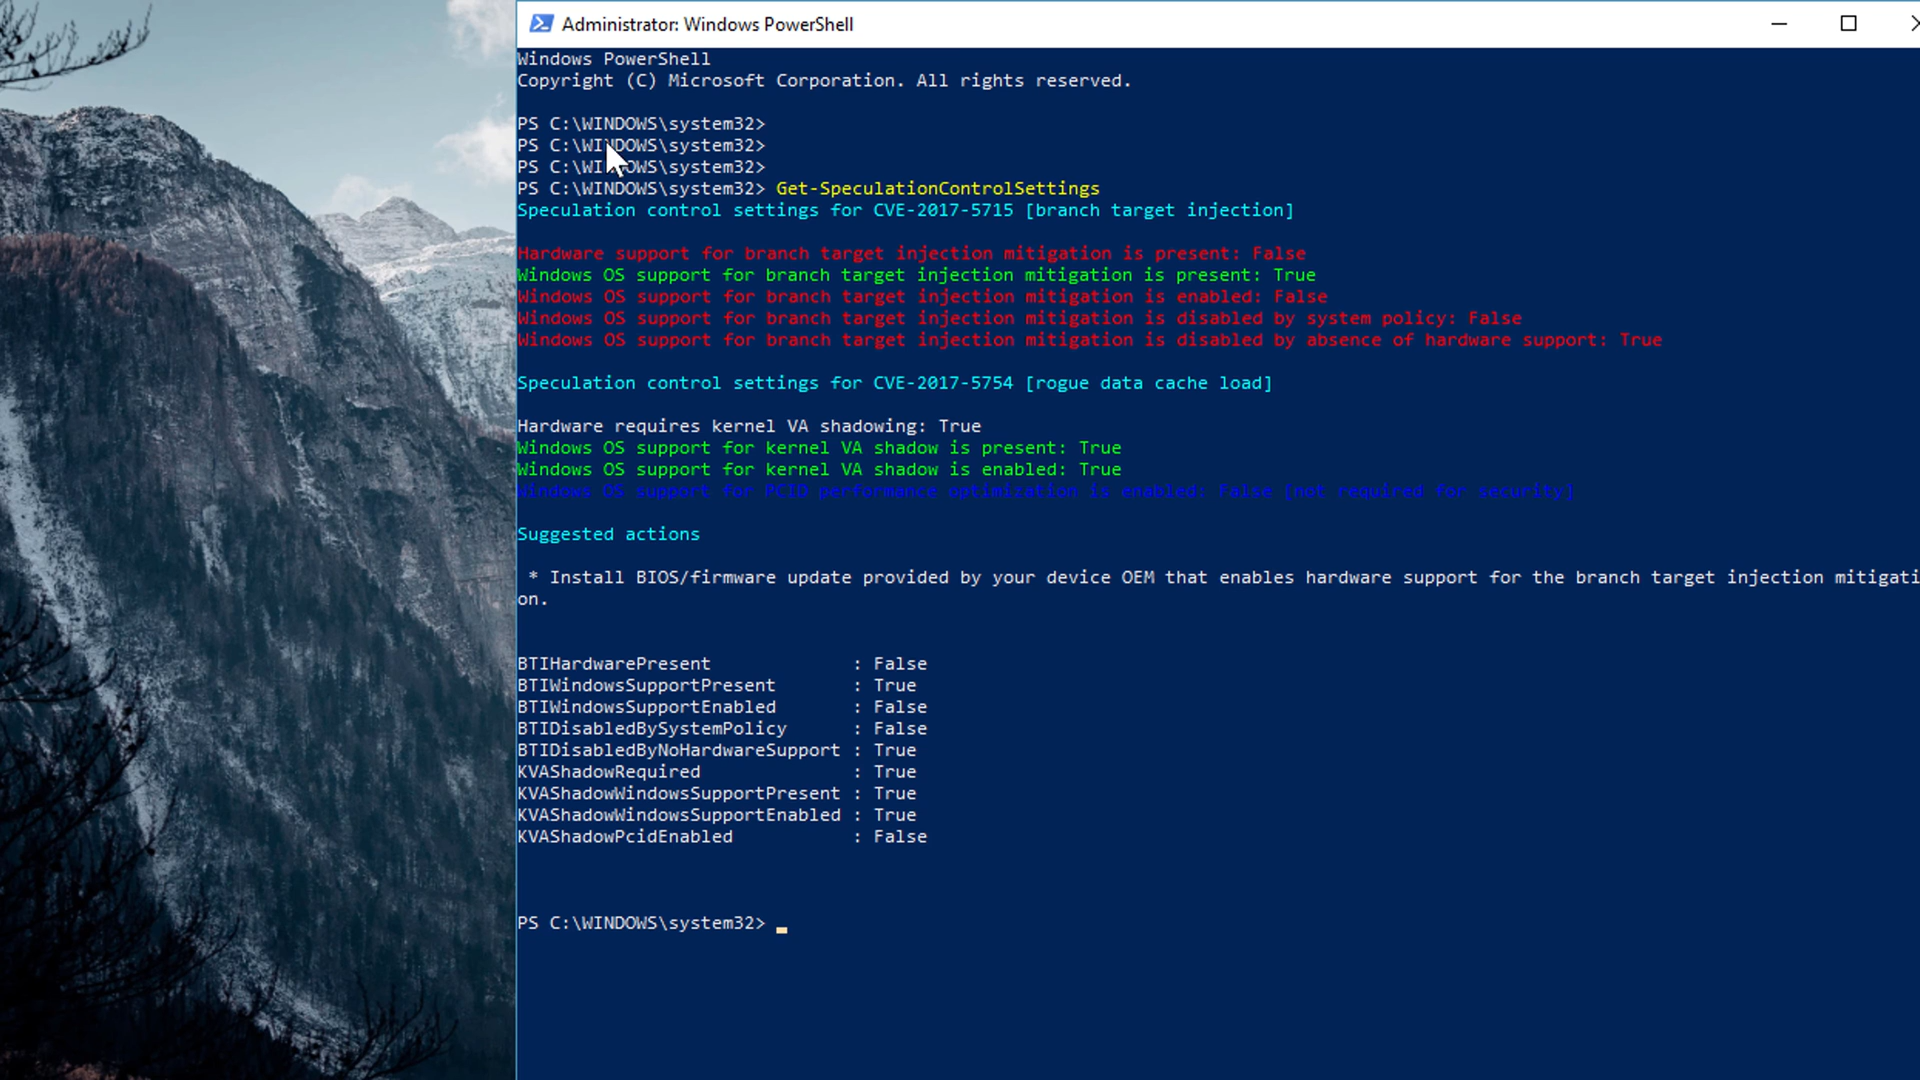 Administrator: Windows PowerShell
Windows PowerShell
Copyright (C) Microsoft Corporation. All rights reserved.
PS C:\WINDOWS\system32>
PS C:\WINDOWS\system32>
PS C:\WINDOWS\system32>
PS C:\WINDOWS\system32> Get-SpeculationControlSettings
Speculation control settings for CVE-2017-5715 [branch target injection]
Hardware support for branch target injection mitigation is present: False
Windows OS support for branch target injection mitigation is present: True
Windows OS support for branch target injection mitigation is enabled: False
Windows OS support for branch target injection mitigation is disabled by system policy: False
Windows OS support for branch target injection mitigation is disabled by absence of hardware support: True
Speculation control settings for CVE-2017-5754 [rogue data cache load]
Hardware requires kernel VA shadowing: True
Windows OS support for kernel VA shadow is present: True
Windows OS support for kernel VA shadow is enabled: True
Windows OS support for PCID performance optimization is enabled: False [not required for security]
Suggested actions
* Install BIOS/firmware update provided by your device OEM that enables hardware support for the branch target injection mitigati
on.
BTIHardwarePresent : False
BTIWindowsSupportPresent : True
BTIWindowsSupportEnabled : False
BTIDisabledBySystemPolicy : False
BTIDisabledByNoHardwareSupport : True
KVAShadowRequired : True
KVAShadowWindowsSupportPresent : True
KVAShadowWindowsSupportEnabled : True
KVAShadowPcidEnabled : False
PS C:\WINDOWS\system32>